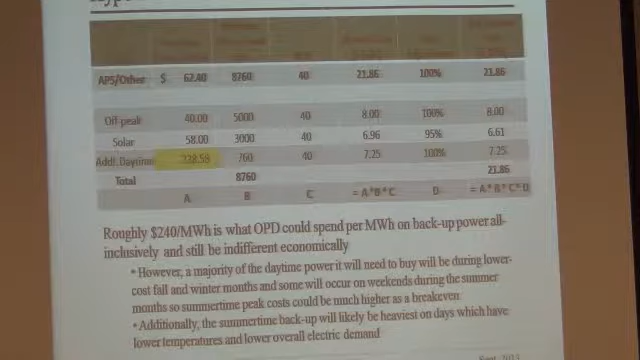 APS/Other $ 62.40 8760 40 21.86 100% 21.86
Off-peak 40.00 5000 40 8.00 100% 8.00
Solar 58.00 3000 40 6.96 95% 6.61
Addl. Daytime 238.58 760 40 7.25 100% 7.25
Total 8760 21.86
A B C = A*B*C D = A*B*C*D
Roughly $240/MWh is what OPD could spend per MWh on back-up power all-
inclusively and still be indifferent economically
• However, a majority of the daytime power it will need to buy will be during lower-
cost fall and winter months and some will occur on weekends during the summer
months so summertime peak costs could be much higher as a breakeven
• Additionally, the summertime back-up will likely be heaviest on days which have
lower temperatures and lower overall electric demand